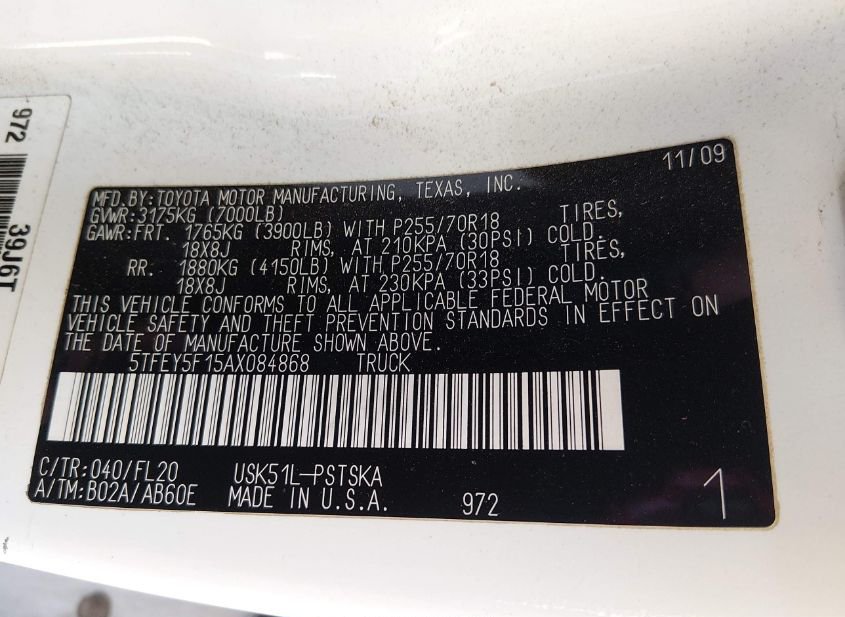 972
39J6T
11/09
MFD.BY:TOYOTA MOTOR MANUFACTURING, TEXAS, INC.
GVWR:3175KG (7000LB)
GAWR:FRT. 1765KG (3900LB) WITH P255/70R18 TIRES,
18X8J RIMS, AT 210KPA (30PSI) COLD.
RR. 1880KG (4150LB) WITH P255/70R18 TIRES,
18X8J RIMS, AT 230KPA (33PSI) COLD.
THIS VEHICLE CONFORMS TO ALL APPLICABLE FEDERAL MOTOR
VEHICLE SAFETY AND THEFT PREVENTION STANDARDS IN EFFECT ON
THE DATE OF MANUFACTURE SHOWN ABOVE.
5TFEY5F15AX084868 TRUCK
C/TR:040/FL20 USK51L-PSTSKA
A/TM:B02A/AB60E MADE IN U.S.A. 972
1